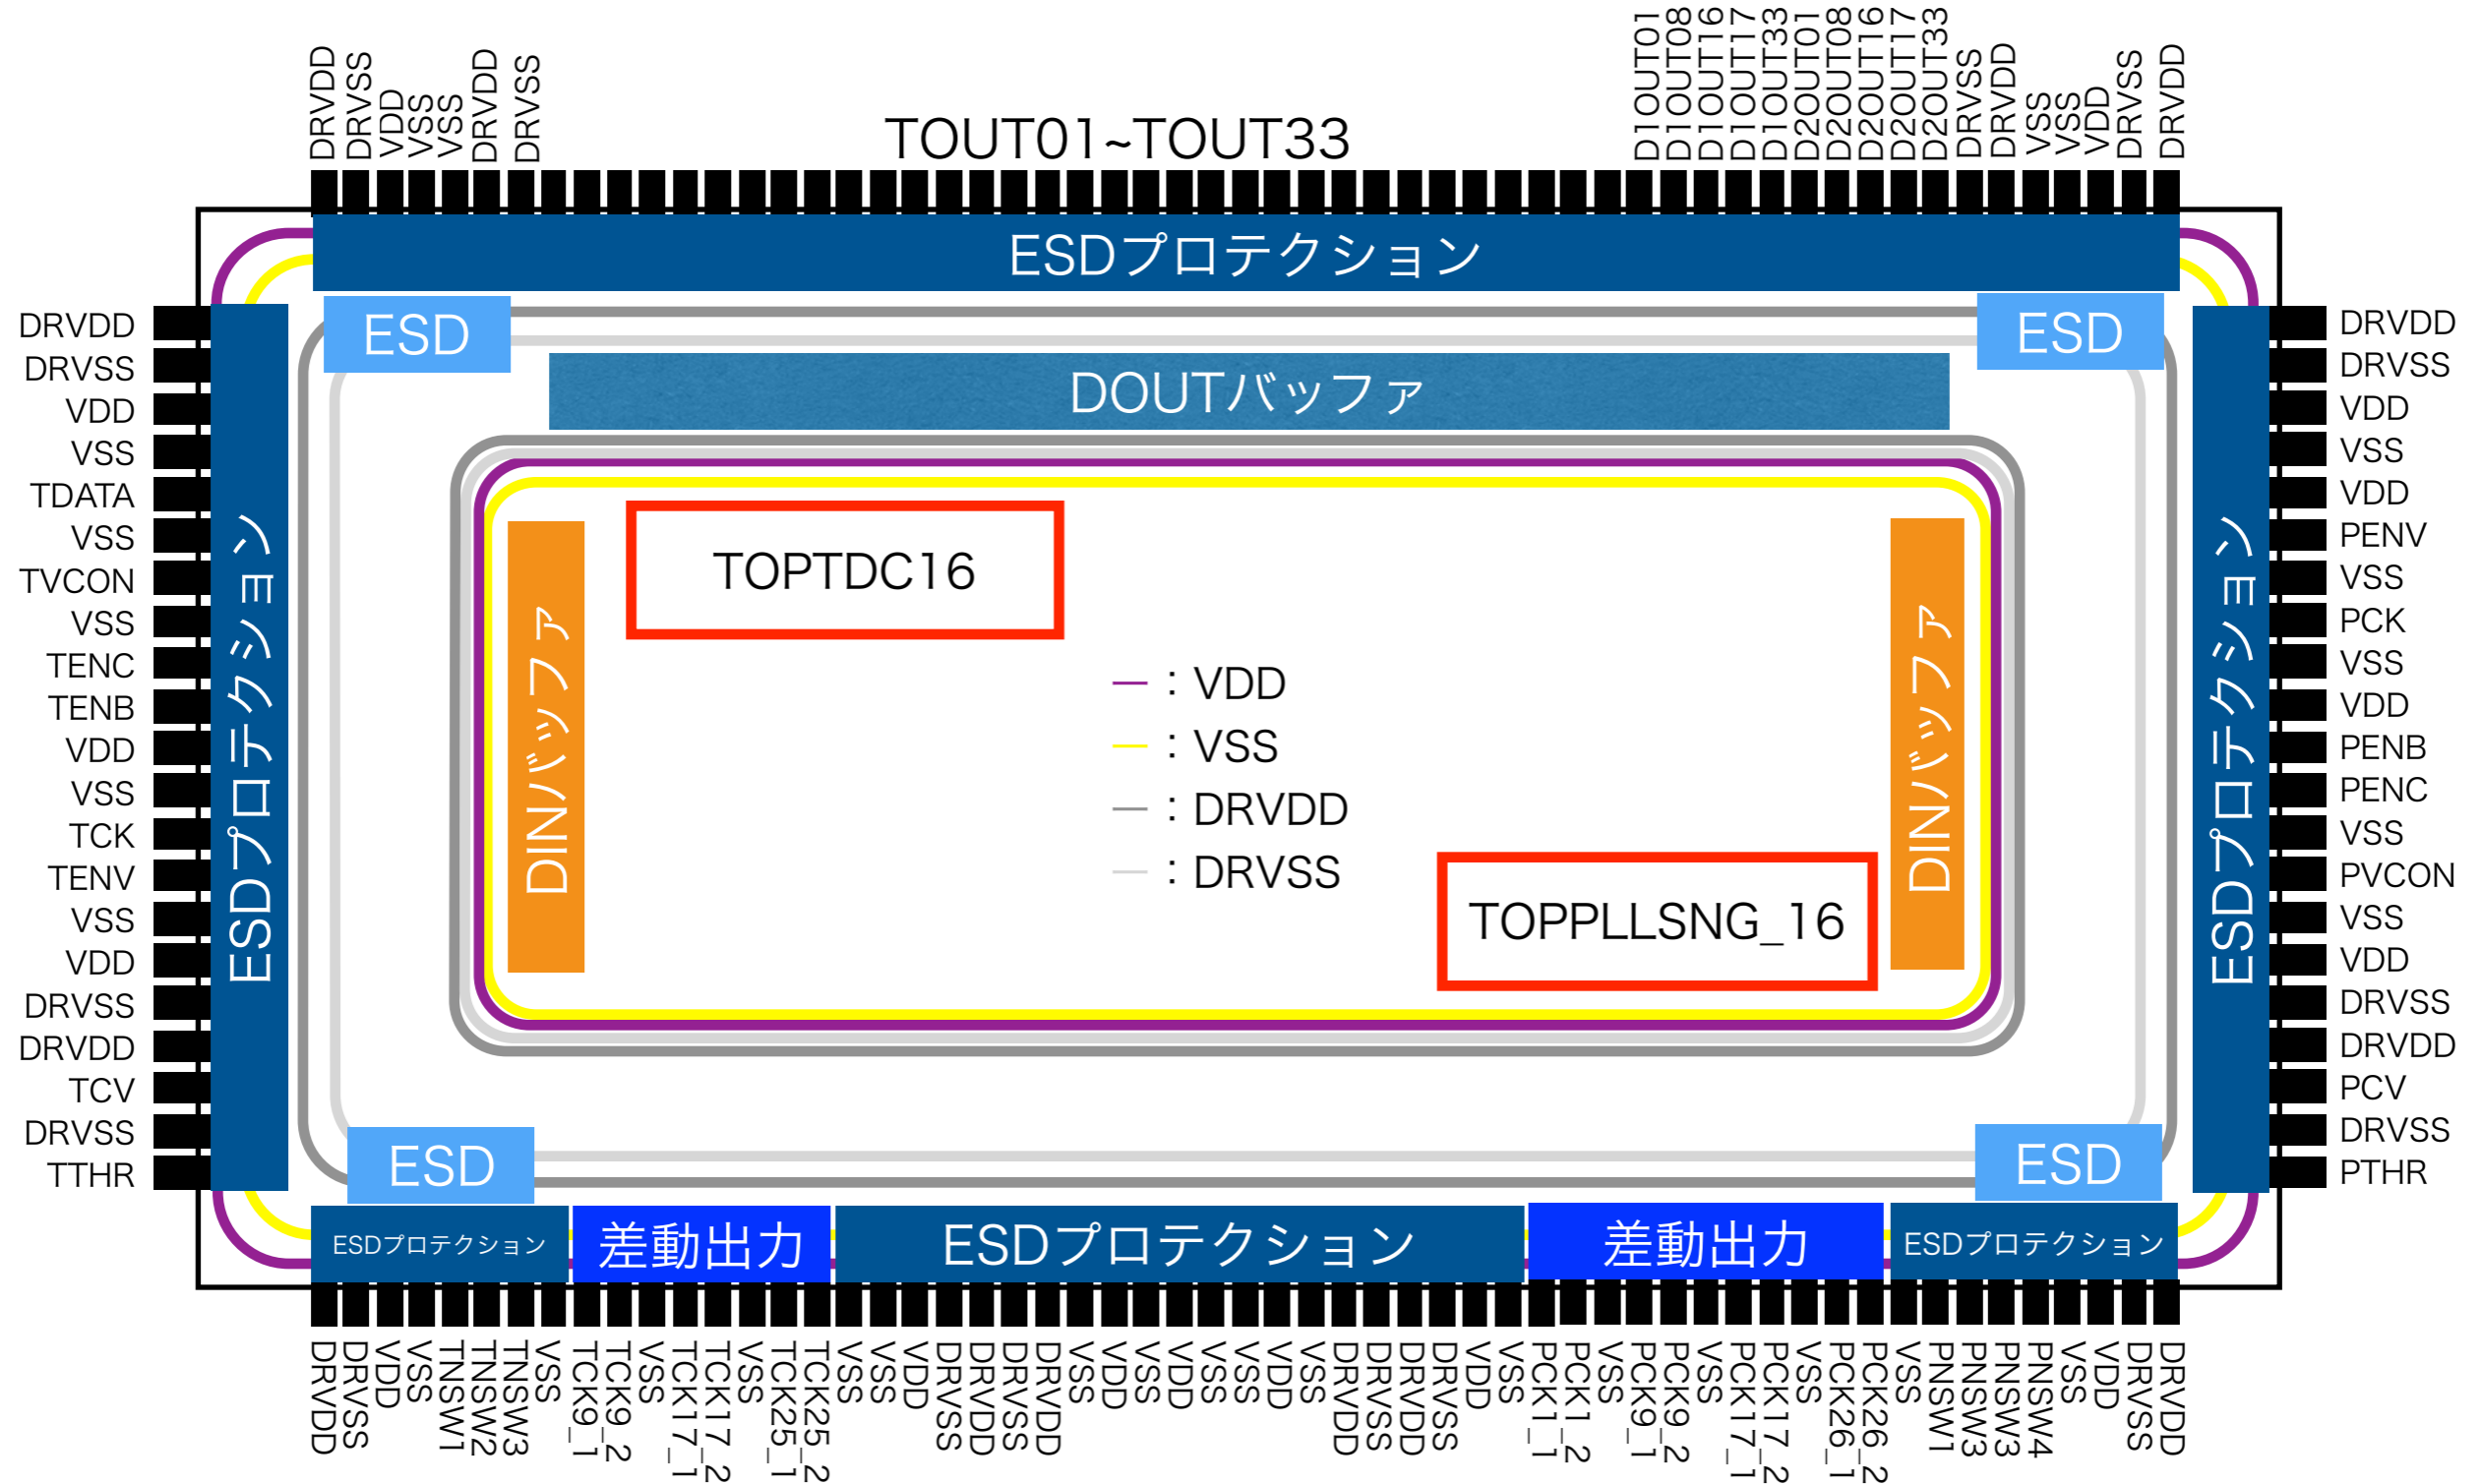 DRVDD
DRVSS
VDD
VSS
VSS
DRVDD
DRVSS
TOUT01~TOUT33
D1OUT01
D1OUT08
D1OUT16
D1OUT17
D1OUT33
D2OUT01
D2OUT08
D2OUT16
D2OUT17
D2OUT33
DRVSS
DRVDD
VSS
VSS
VDD
DRVSS
DRVDD
ESDプロテクション
ESD
ESD
DOUTバッファ
DRVDD
DRVSS
VDD
VSS
TDATA
VSS
TVCON
VSS
TENC
TENB
VDD
VSS
TCK
TENV
VSS
VDD
DRVSS
DRVDD
TCV
DRVSS
TTHR
ESDプロテクション
DINバッファ
TOPTDC16
: VDD
: VSS
: DRVDD
: DRVSS
TOPPLLSNG_16
DINバッファ
ESDプロテクション
DRVDD
DRVSS
VDD
VSS
VDD
PENV
VSS
PCK
VSS
VDD
PENB
PENC
VSS
PVCON
VSS
VDD
DRVSS
DRVDD
PCV
DRVSS
PTHR
ESD
ESD
ESDプロテクション
差動出力
ESDプロテクション
差動出力
ESDプロテクション
DRVDD
DRVSS
VDD
VSS
TNSW1
TNSW2
TNSW3
VSS
TCK9_1
TCK9_2
VSS
TCK17_1
TCK17_2
VSS
TCK25_1
TCK25_2
VSS
VSS
VDD
DRVSS
DRVDD
DRVSS
DRVDD
VSS
VDD
VSS
VDD
VSS
VSS
VDD
VSS
DRVDD
DRVSS
DRVDD
DRVSS
VDD
VSS
PCK1_1
PCK1_2
VSS
PCK9_1
PCK9_2
VSS
PCK17_1
PCK17_2
VSS
PCK26_1
PCK26_2
VSS
PNSW1
PNSW3
PNSW3
PNSW4
VSS
VDD
DRVSS
DRVDD